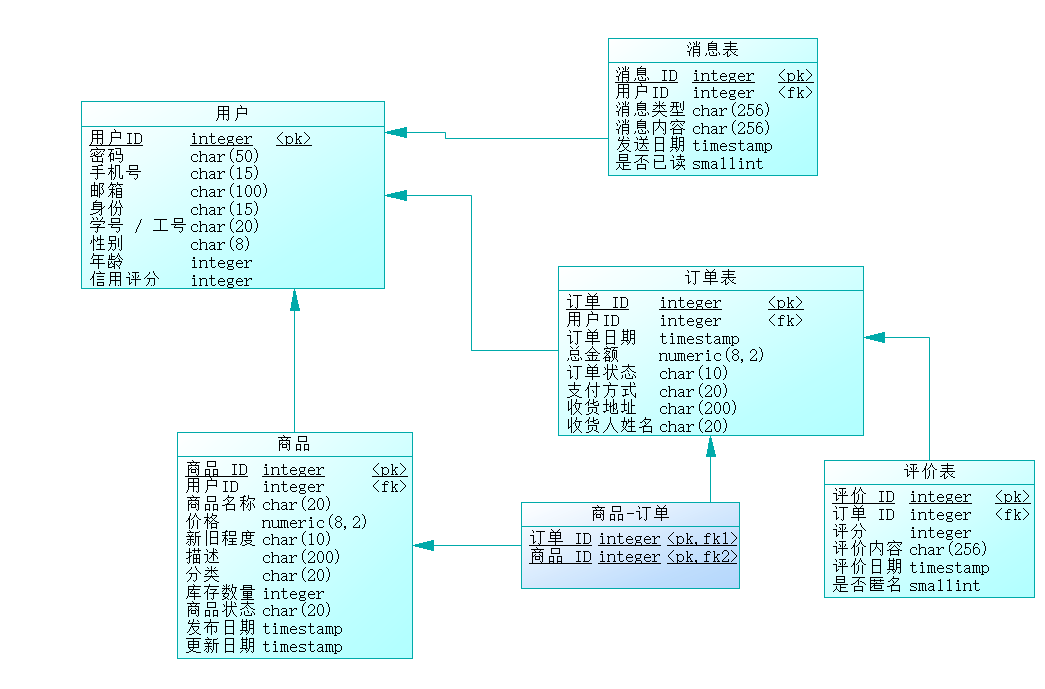 消息表
消息 ID integer <pk>
用户ID integer <fk>
消息类型 char(256)
消息内容 char(256)
发送日期 timestamp
是否已读 smallint
用户
用户ID integer <pk>
密码 char(50)
手机号 char(15)
邮箱 char(100)
身份 char(15)
学号 / 工号 char(20)
性别 char(8)
年龄 integer
信用评分 integer
订单表
订单 ID integer <pk>
用户ID integer <fk>
订单日期 timestamp
总金额 numeric(8,2)
订单状态 char(10)
支付方式 char(20)
收货地址 char(200)
收货人姓名 char(20)
商品
商品 ID integer <pk>
用户ID integer <fk>
商品名称 char(20)
价格 numeric(8,2)
新旧程度 char(10)
描述 char(200)
分类 char(20)
库存数量 integer
商品状态 char(20)
发布日期 timestamp
更新日期 timestamp
商品-订单
订单 ID integer <pk,fk1>
商品 ID integer <pk,fk2>
评价表
评价 ID integer <pk>
订单 ID integer <fk>
评分 integer
评价内容 char(256)
评价日期 timestamp
是否匿名 smallint